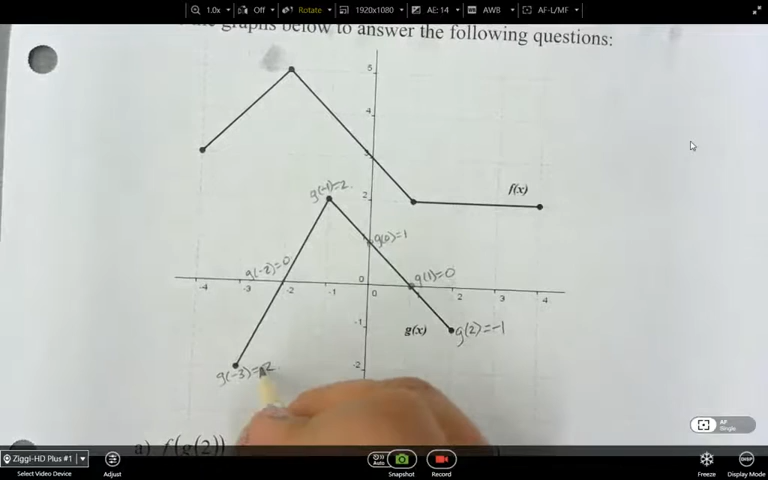 1.0x Off Rotate 1920x1080 AE: 14 AWB AF-L/MF
graphs below to answer the following questions:
5
4
3
f(x)
g(-1)=2
2
g(0)=1
g(-2)=0
g(1)=0
0
-4 -3 -2 -1 0 2 3 4
-1
g(x) g(2)=-1
-2
a) f(g(2))
AF
Single
Ziggi-HD Plus #1
Select Video Device Adjust Auto Snapshot Record Freeze Display Mode
DISP